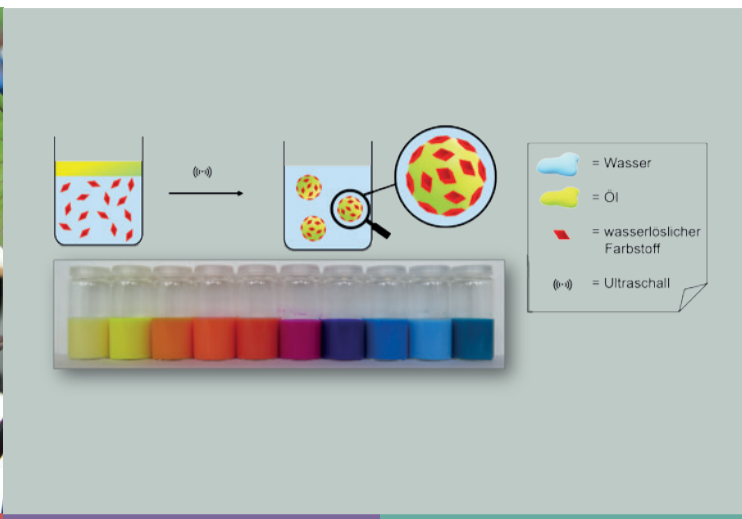 = Wasser
= Öl
= wasserlöslicher
Farbstoff
= Ultraschall